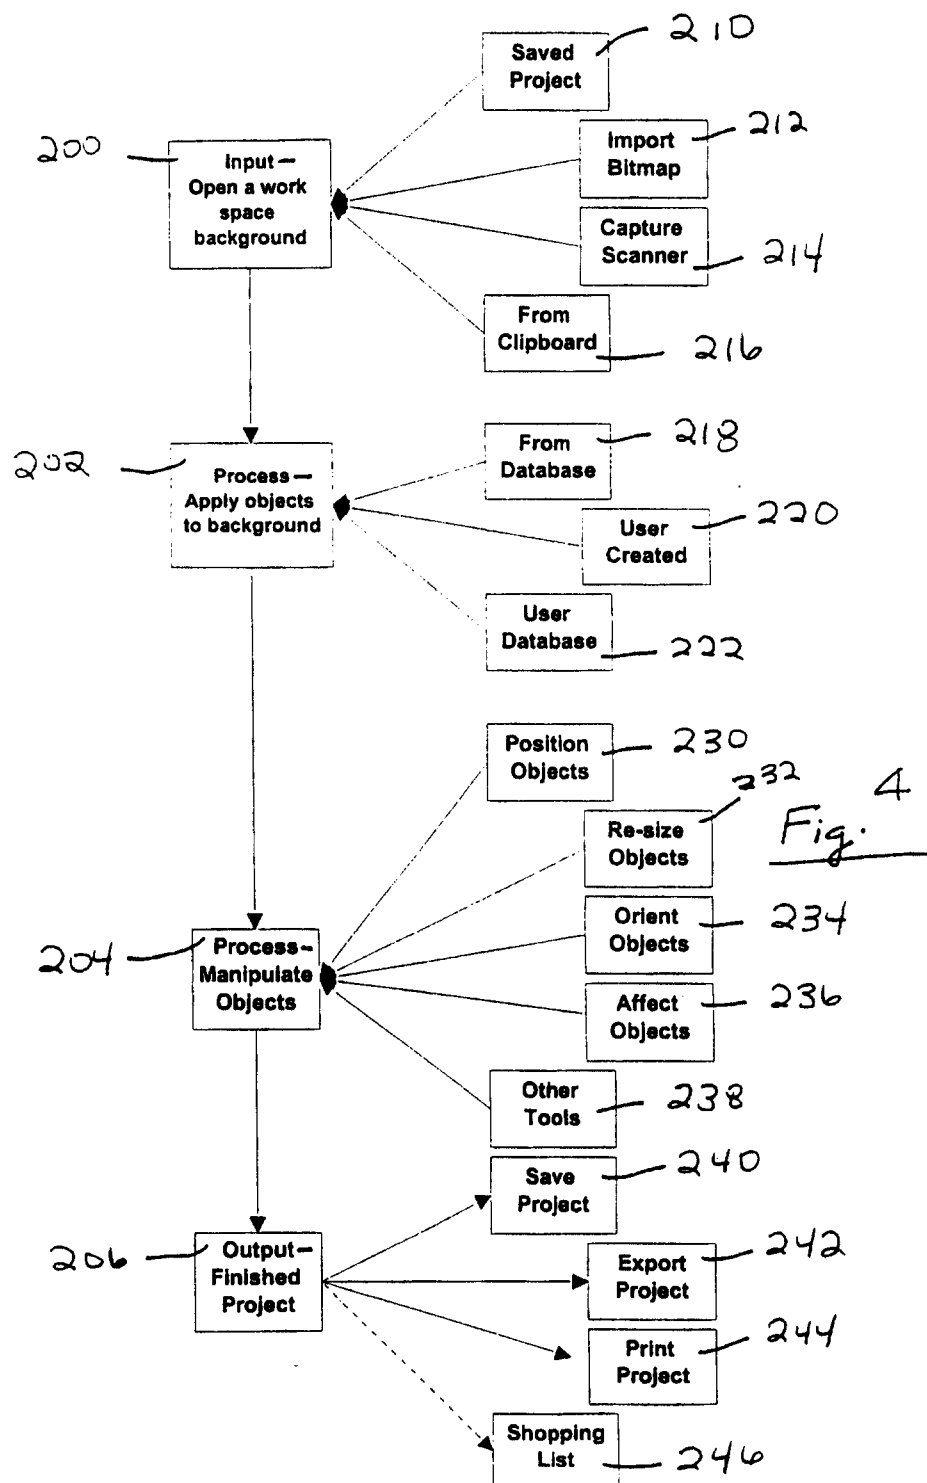 210
Saved
Project
212
Import
Bitmap
200
Input –
Open a work
space
background
Capture
Scanner
214
From
Clipboard
216
218
From
Database
202
Process –
Apply objects
to background
220
User
Created
User
Database
222
230
Position
Objects
232
Re-size
Objects
Fig. 4
234
Orient
Objects
204
Process –
Manipulate
Objects
236
Affect
Objects
Other
Tools
238
240
Save
Project
206
Output –
Finished
Project
242
Export
Project
244
Print
Project
Shopping
List
246